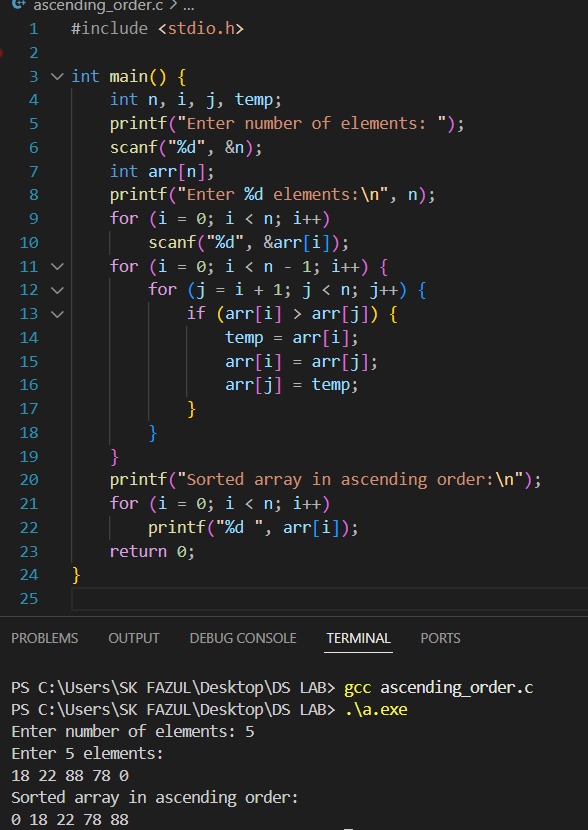 ascending_order.c > ...
1 #include <stdio.h>
2
3 int main() {
4     int n, i, j, temp;
5     printf("Enter number of elements: ");
6     scanf("%d", &n);
7     int arr[n];
8     printf("Enter %d elements:\n", n);
9     for (i = 0; i < n; i++)
10         scanf("%d", &arr[i]);
11     for (i = 0; i < n - 1; i++) {
12         for (j = i + 1; j < n; j++) {
13             if (arr[i] > arr[j]) {
14                 temp = arr[i];
15                 arr[i] = arr[j];
16                 arr[j] = temp;
17             }
18         }
19     }
20     printf("Sorted array in ascending order:\n");
21     for (i = 0; i < n; i++)
22         printf("%d ", arr[i]);
23     return 0;
24 }
25
PROBLEMS OUTPUT DEBUG CONSOLE TERMINAL PORTS
PS C:\Users\SK FAZUL\Desktop\DS LAB> gcc ascending_order.c
PS C:\Users\SK FAZUL\Desktop\DS LAB> .\a.exe
Enter number of elements: 5
Enter 5 elements:
18 22 88 78 0
Sorted array in ascending order:
0 18 22 78 88